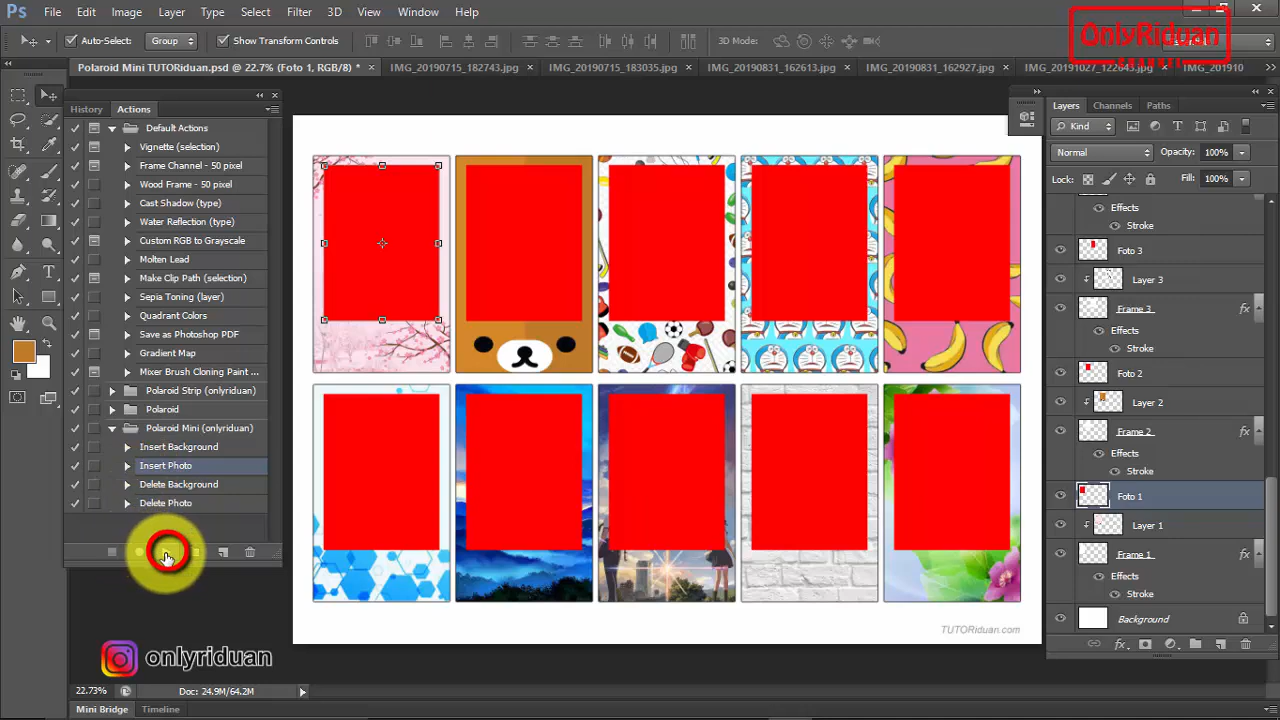 Ps File Edit Image Layer Type Select Filter 3D View Window Help
Auto-Select: Group Show Transform Controls 3D Mode:
OnlyRiduan
Polaroid Mini TUTORiduan.psd @ 22.7% (Foto 1, RGB/8) * IMG_20190715_182743.jpg IMG_20190715_183035.jpg IMG_20190831_162613.jpg IMG_20190831_162927.jpg IMG_20191027_122643.jpg IMG_201910
History Actions
Default Actions
Vignette (selection)
Frame Channel - 50 pixel
Wood Frame - 50 pixel
Cast Shadow (type)
Water Reflection (type)
Custom RGB to Grayscale
Molten Lead
Make Clip Path (selection)
Sepia Toning (layer)
Quadrant Colors
Save as Photoshop PDF
Gradient Map
Mixer Brush Cloning Paint ...
Polaroid Strip (onlyriduan)
Polaroid
Polaroid Mini (onlyriduan)
Insert Background
Insert Photo
Delete Background
Delete Photo
TUTORiduan.com
onlyriduan
Layers Channels Paths
Kind
Normal Opacity: 100%
Lock: Fill: 100%
Effects
Stroke
Foto 3
Layer 3
Frame 3 fx
Effects
Stroke
Foto 2
Layer 2
Frame 2 fx
Effects
Stroke
Foto 1
Layer 1
Frame 1 fx
Effects
Stroke
Background
22.73% Doc: 24.9M/64.2M
Mini Bridge Timeline